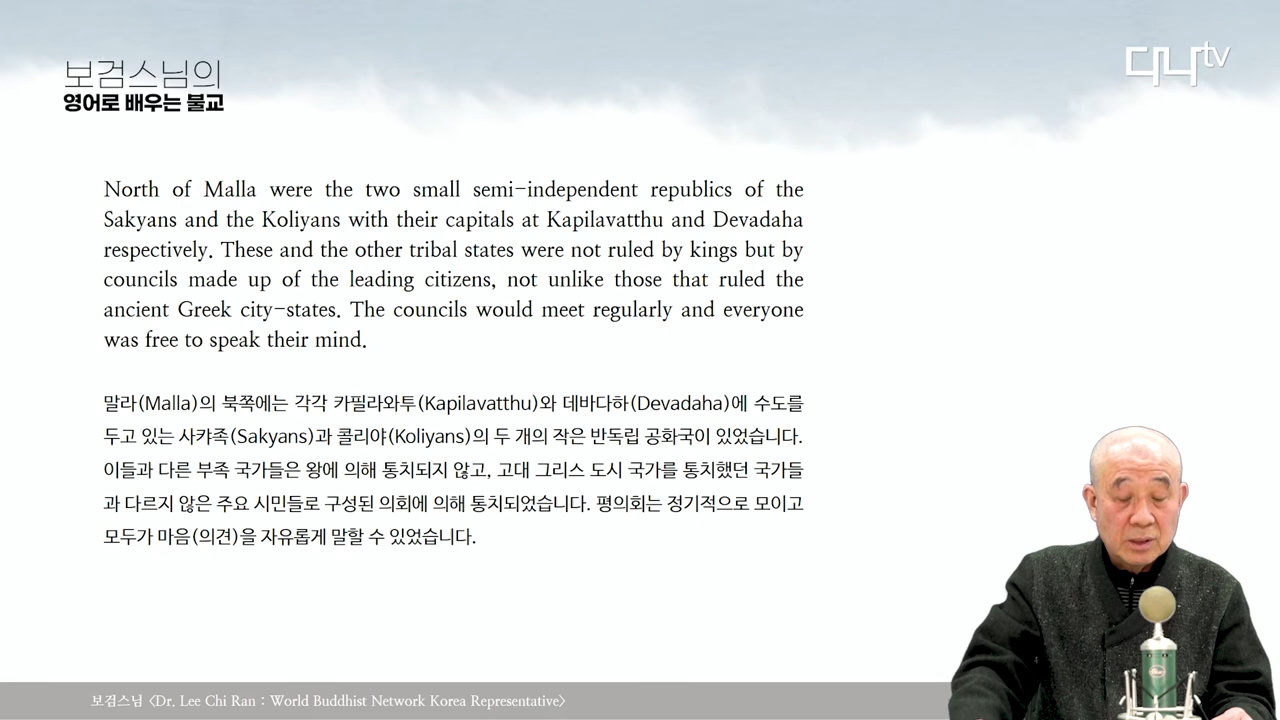 보검스님의
영어로 배우는 불교
다나tv
North of Malla were the two small semi-independent republics of the
Sakyans and the Koliyans with their capitals at Kapilavatthu and Devadaha
respectively. These and the other tribal states were not ruled by kings but by
councils made up of the leading citizens, not unlike those that ruled the
ancient Greek city-states. The councils would meet regularly and everyone
was free to speak their mind.
말라(Malla)의 북쪽에는 각각 카필라와투(Kapilavatthu)와 데바다하(Devadaha)에 수도를
두고 있는 사캬족(Sakyans)과 콜리야(Koliyans)의 두 개의 작은 반독립 공화국이 있었습니다.
이들과 다른 부족 국가들은 왕에 의해 통치되지 않고, 고대 그리스 도시 국가를 통치했던 국가들
과 다르지 않은 주요 시민들로 구성된 의회에 의해 통치되었습니다. 평의회는 정기적으로 모이고
모두가 마음(의견)을 자유롭게 말할 수 있었습니다.
보검스님 <Dr. Lee Chi Ran : World Buddhist Network Korea Representative>